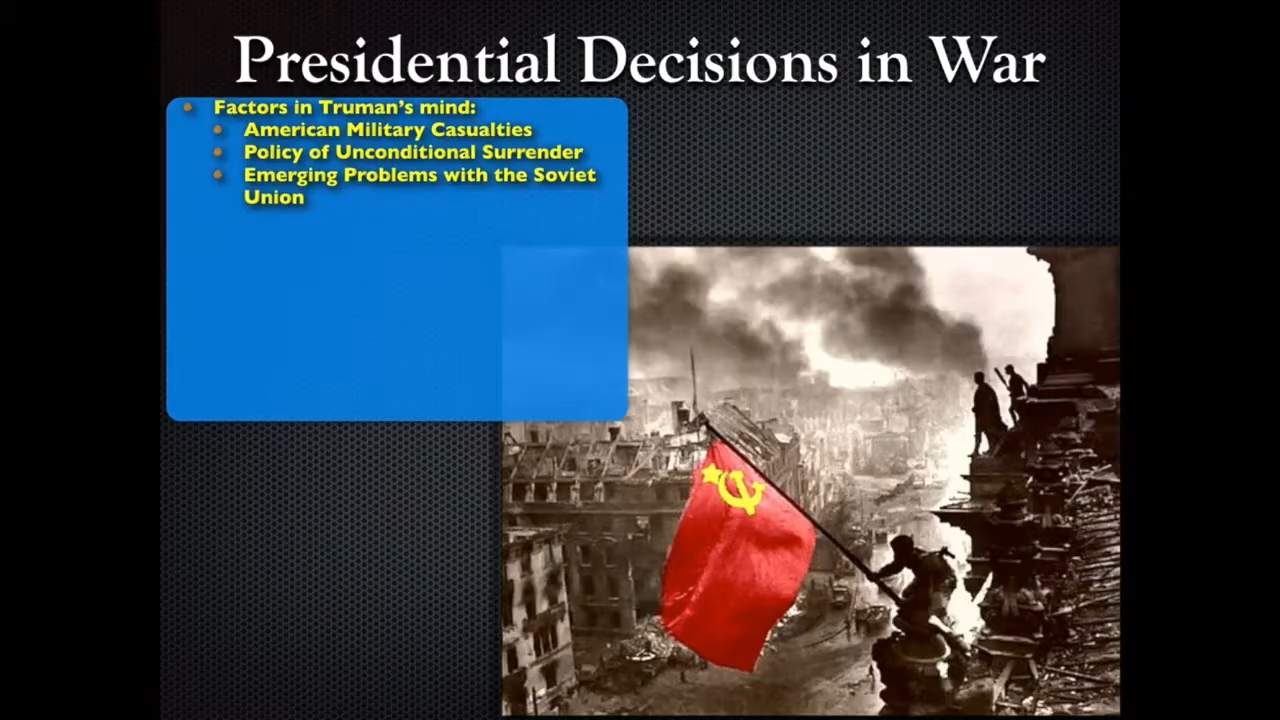 Presidential Decisions in War
Factors in Truman's mind:
American Military Casualties
Policy of Unconditional Surrender
Emerging Problems with the Soviet
Union